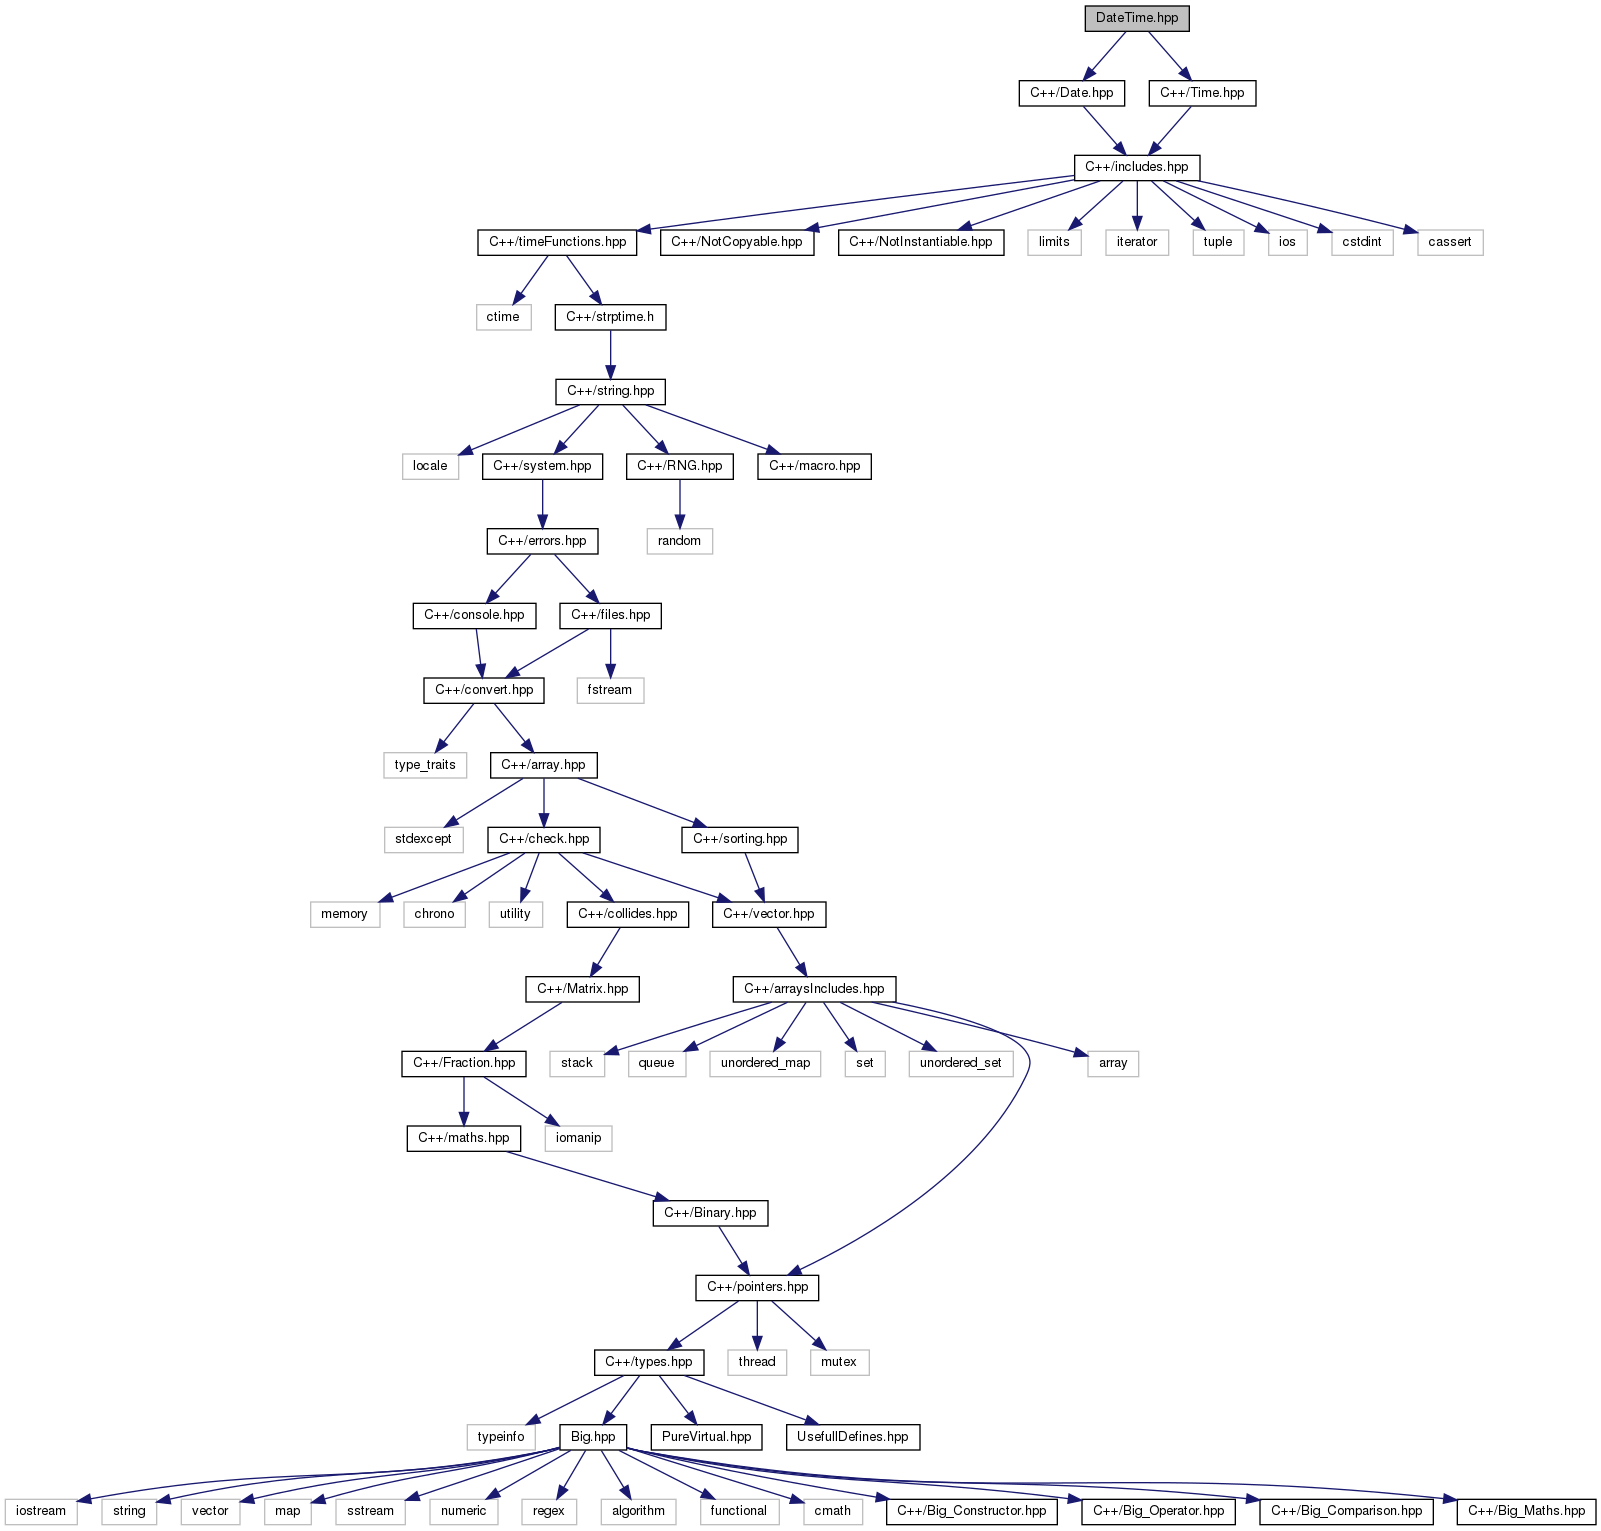 DateTime.hpp
C++/Date.hpp
C++/Time.hpp
C++/includes.hpp
C++/timeFunctions.hpp
C++/NotCopyable.hpp
C++/NotInstantiable.hpp
limits
iterator
tuple
ios
cstdint
cassert
ctime
C++/strptime.h
C++/string.hpp
locale
C++/system.hpp
C++/RNG.hpp
C++/macro.hpp
C++/errors.hpp
random
C++/console.hpp
C++/files.hpp
C++/convert.hpp
fstream
type_traits
C++/array.hpp
stdexcept
C++/check.hpp
C++/sorting.hpp
memory
chrono
utility
C++/collides.hpp
C++/vector.hpp
C++/Matrix.hpp
C++/arraysIncludes.hpp
C++/Fraction.hpp
stack
queue
unordered_map
set
unordered_set
array
C++/maths.hpp
iomanip
C++/Binary.hpp
C++/pointers.hpp
C++/types.hpp
thread
mutex
typeinfo
Big.hpp
PureVirtual.hpp
UsefullDefines.hpp
iostream
string
vector
map
sstream
numeric
regex
algorithm
functional
cmath
C++/Big_Constructor.hpp
C++/Big_Operator.hpp
C++/Big_Comparison.hpp
C++/Big_Maths.hpp